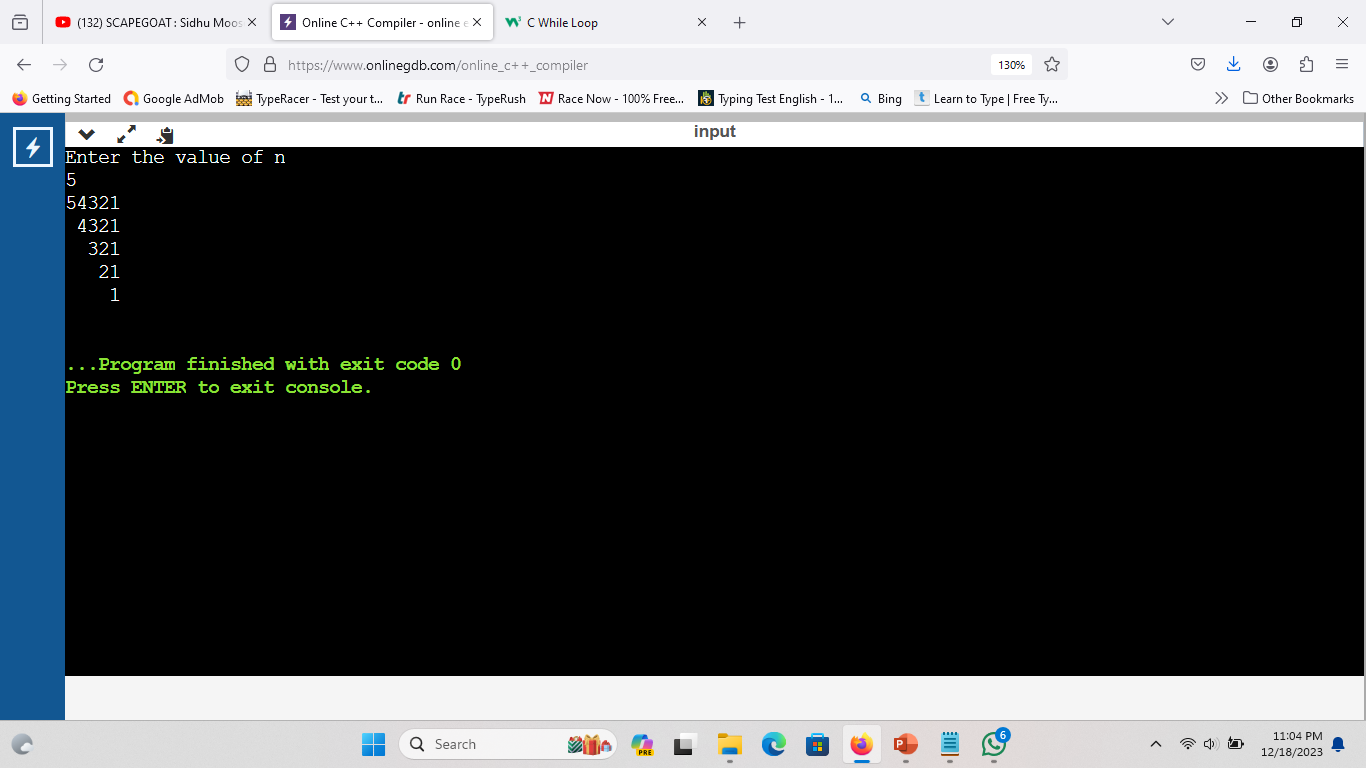 (132) SCAPEGOAT : Sidhu Moos
Online C++ Compiler - online e
C While Loop
https://www.onlinegdb.com/online_c++_compiler
130%
Getting Started
Google AdMob
TypeRacer - Test your t...
Run Race - TypeRush
Race Now - 100% Free...
Typing Test English - 1...
Bing
Learn to Type | Free Ty...
Other Bookmarks
input
Enter the value of n
5
54321
 4321
  321
   21
    1
...Program finished with exit code 0
Press ENTER to exit console.
Search
PRE
6
11:04 PM
12/18/2023